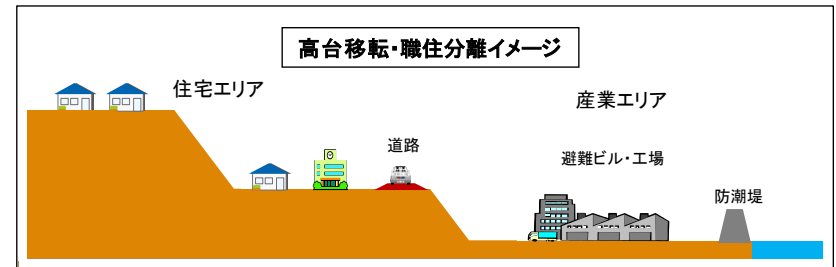 高台移転・職住分離イメージ
住宅エリア
産業エリア
道路
避難ビル・工場
防潮堤